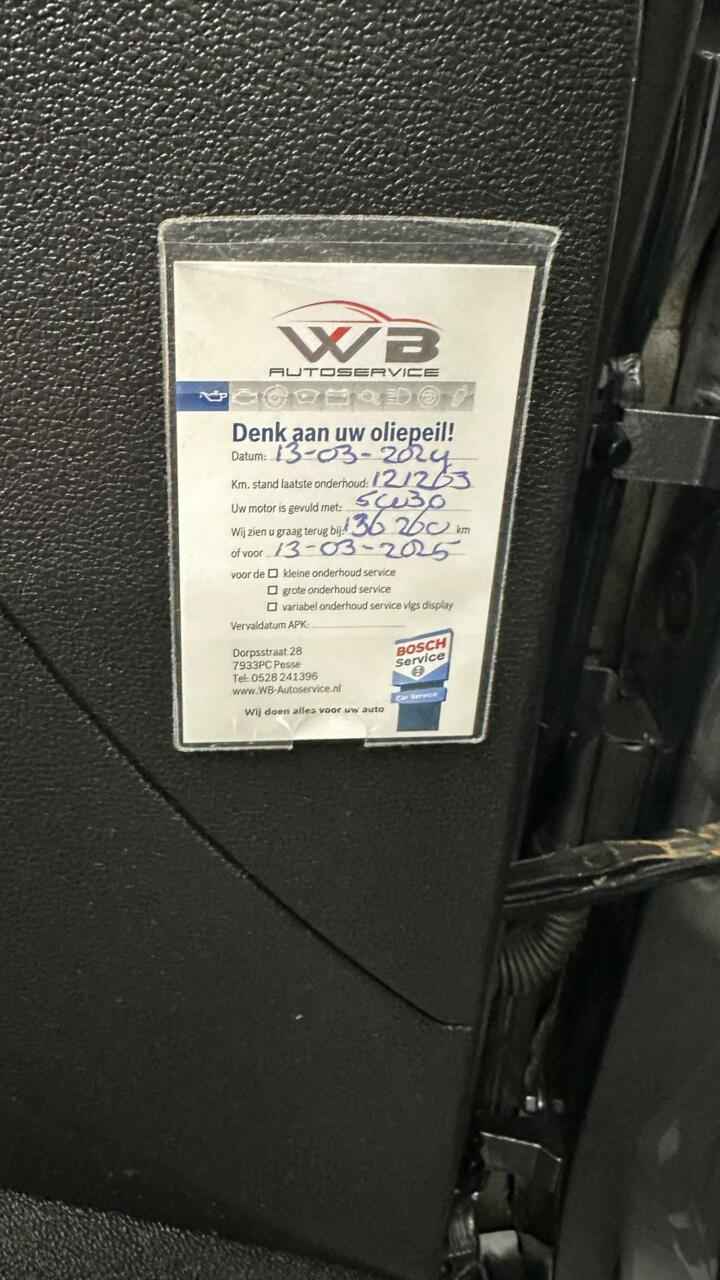 WB
AUTOSERVICE
Denk aan uw oliepeil!
Datum: 13-03-2024
Km. stand laatste onderhoud: 121263
Uw motor is gevuld met: 5W30
Wij zien u graag terug bij: 136 260 km
of voor 13-03-2025
voor de ☐ kleine onderhoud service
☐ grote onderhoud service
☐ variabel onderhoud service vlgs display
Vervaldatum APK:
Dorpsstraat 28
7933PC Pesse
Tel: 0528 241396
www.WB-Autoservice.nl
Wij doen alles voor uw auto
BOSCH
Service
Car Service